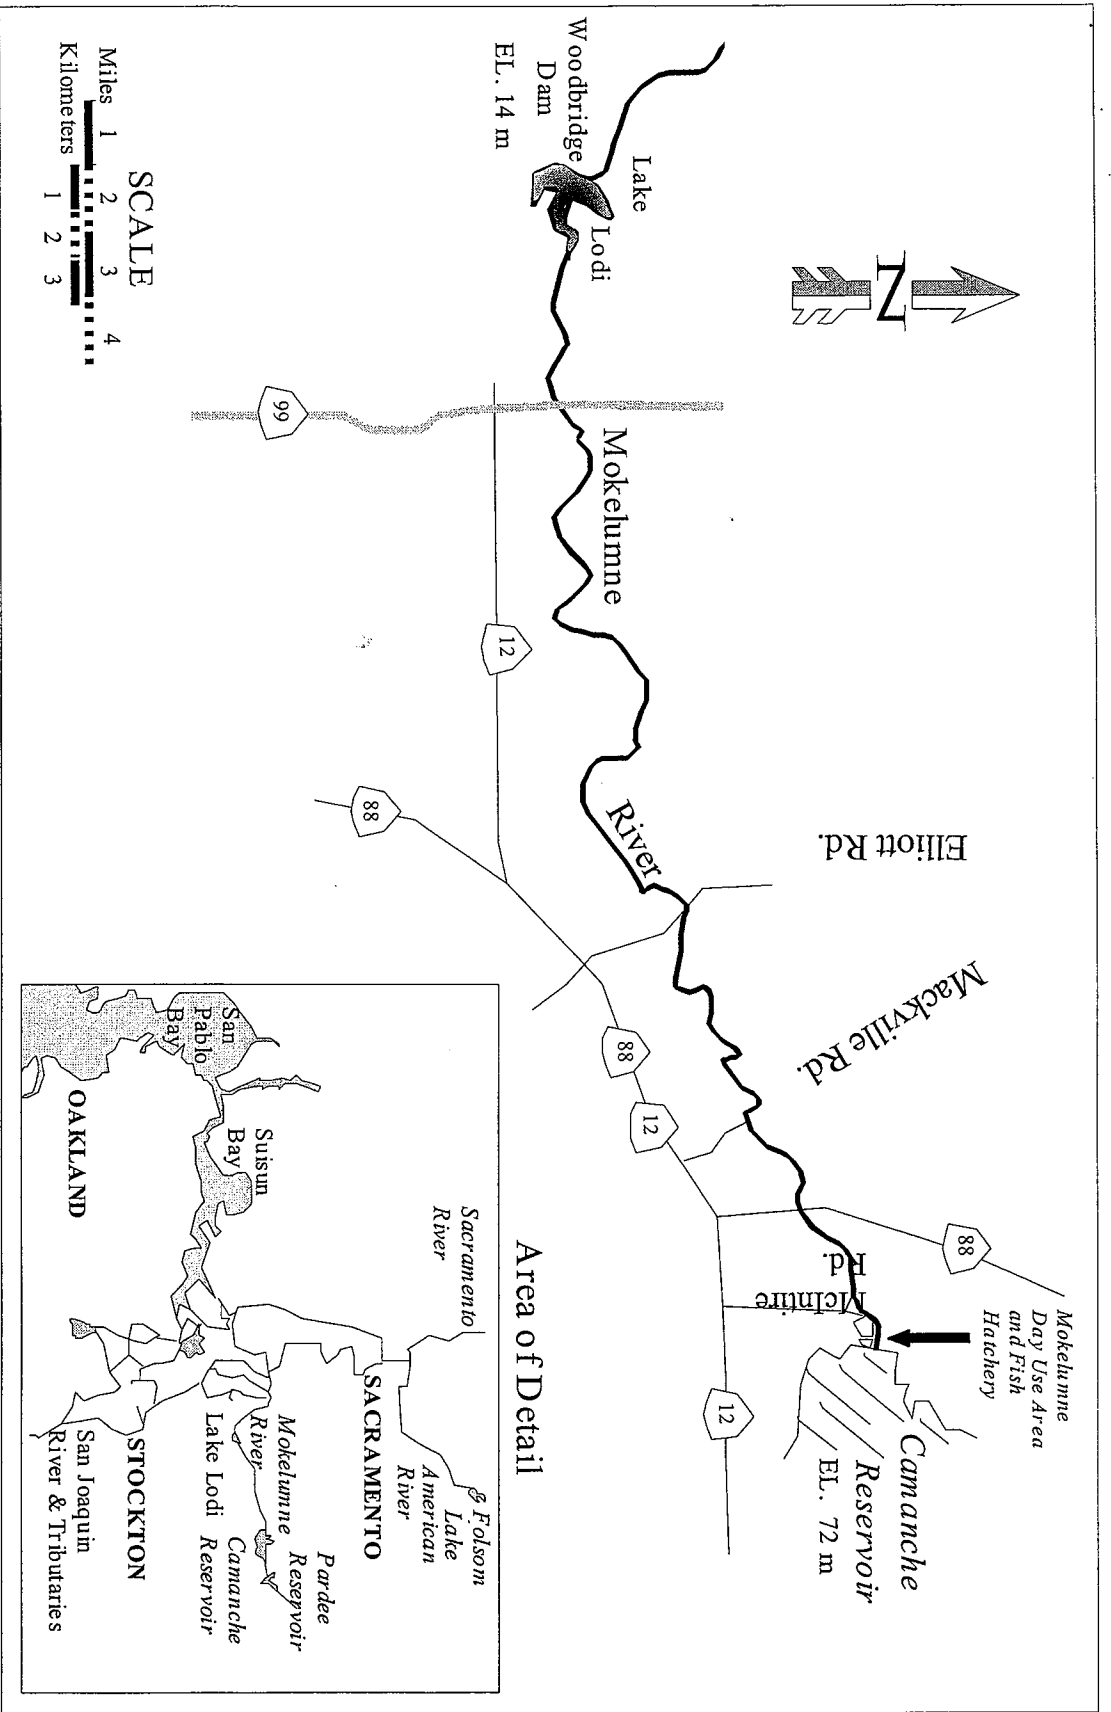 Woodbridge
Dam
EL. 14 m
Lake
Lodi
N
Mokelumne
River
99
12
88
Elliott Rd.
Mackville Rd.
88
12
88
McIntire
Rd.
12
Mokelumne
Day Use Area
and Fish
Hatchery
Camanche
Reservoir
EL. 72 m
SCALE
Miles 1 2 3 4
Kilometers 1 2 3
Area of Detail
San
Pablo
Bay
Suisun
Bay
OAKLAND
Sacramento
River
SACRAMENTO
Folsom
Lake
American
River
Mokelumne
River
Lake Lodi
Pardee
Reservoir
Camanche
Reservoir
STOCKTON
San Joaquin
River & Tributaries